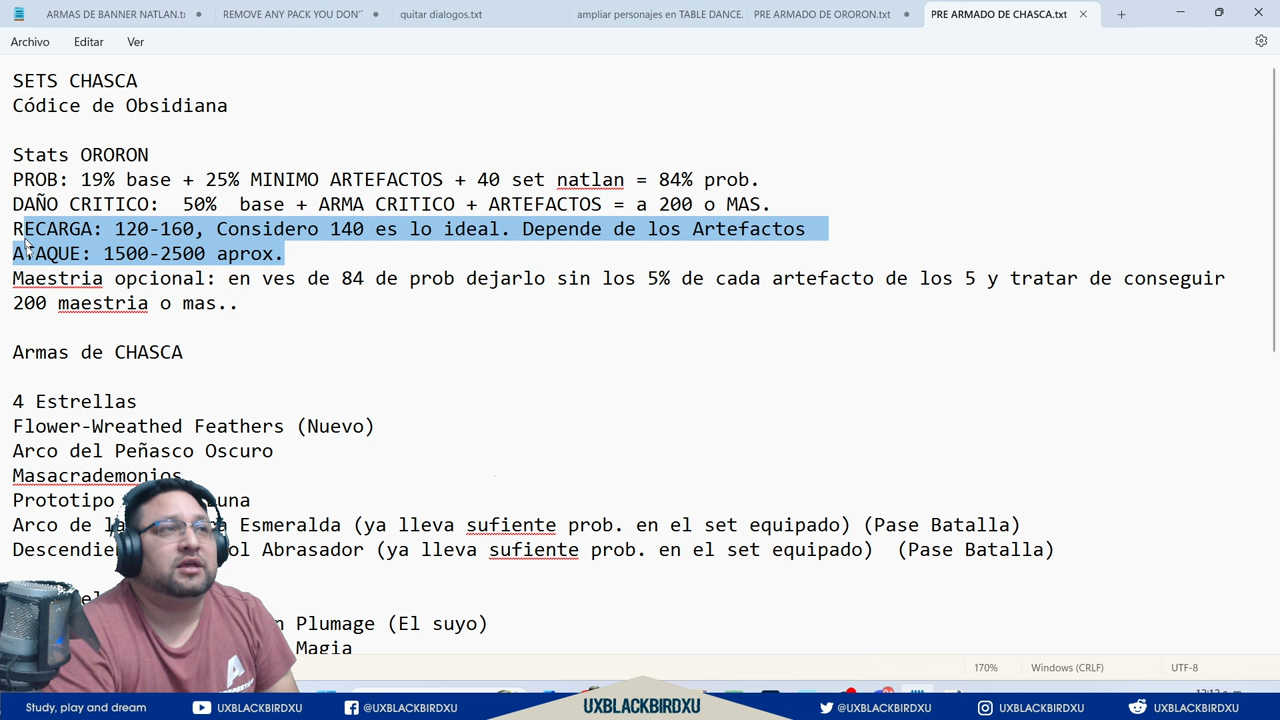 ARMAS DE BANNER NATLAN.tx
REMOVE ANY PACK YOU DON'T
quitar dialogos.txt
ampliar personajes en TABLE DANCE.
PRE ARMADO DE ORORON.txt
PRE ARMADO DE CHASCA.txt
Archivo Editar Ver
SETS CHASCA
Códice de Obsidiana
Stats ORORON
PROB: 19% base + 25% MINIMO ARTEFACTOS + 40 set natlan = 84% prob.
DAÑO CRITICO: 50% base + ARMA CRITICO + ARTEFACTOS = a 200 o MAS.
RECARGA: 120-160, Considero 140 es lo ideal. Depende de los Artefactos
ATAQUE: 1500-2500 aprox.
Maestria opcional: en ves de 84 de prob dejarlo sin los 5% de cada artefacto de los 5 y tratar de conseguir
200 maestria o mas..
Armas de CHASCA
4 Estrellas
Flower-Wreathed Feathers (Nuevo)
Arco del Peñasco Oscuro
Masacrademonios
Prototipo
Arco de Esmeralda (ya lleva sufiente prob. en el set equipado) (Pase Batalla)
Abrasador (ya lleva sufiente prob. en el set equipado) (Pase Batalla)
Plumage (El suyo)
Magia
170% Windows (CRLF) UTF-8
Study, play and dream
UXBLACKBIRDXU
@UXBLACKBIRDXU
UXBLACKBIRDXU
@UXBLACKBIRDXU
UXBLACKBIRDXU
UXBLACKBIRDXU